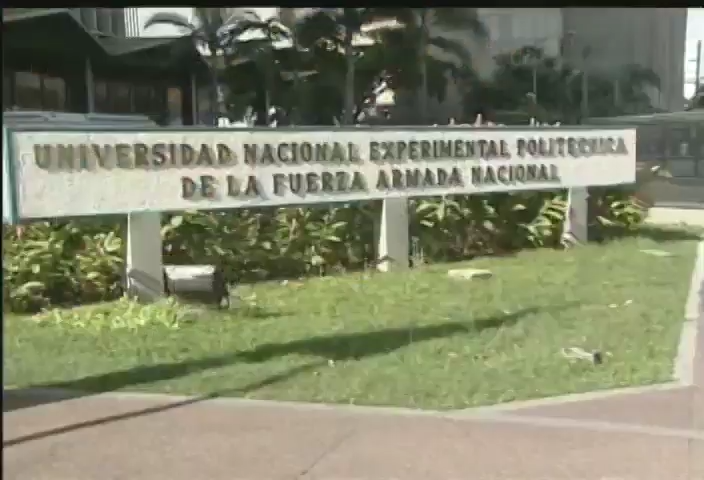 UNIVERSIDAD NACIONAL EXPERIMENTAL POLITECNICA
DE LA FUERZA ARMADA NACIONAL